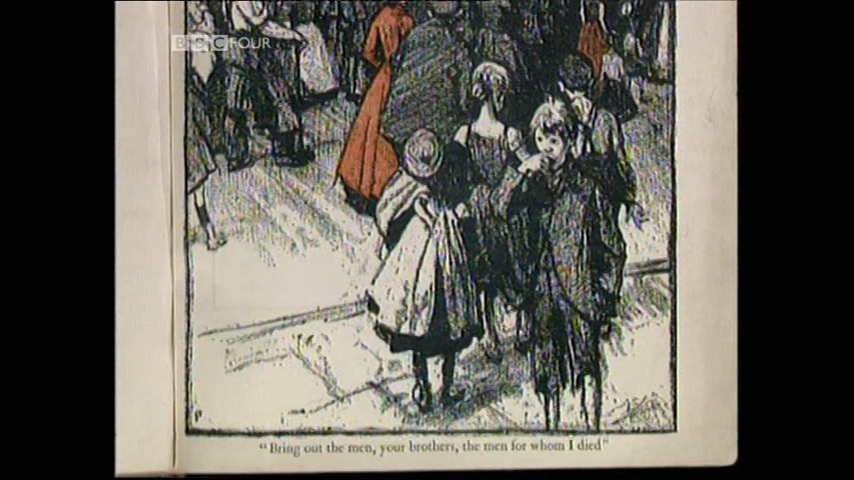 BBC FOUR
"Bring out the men, your brothers, the men for whom I died"